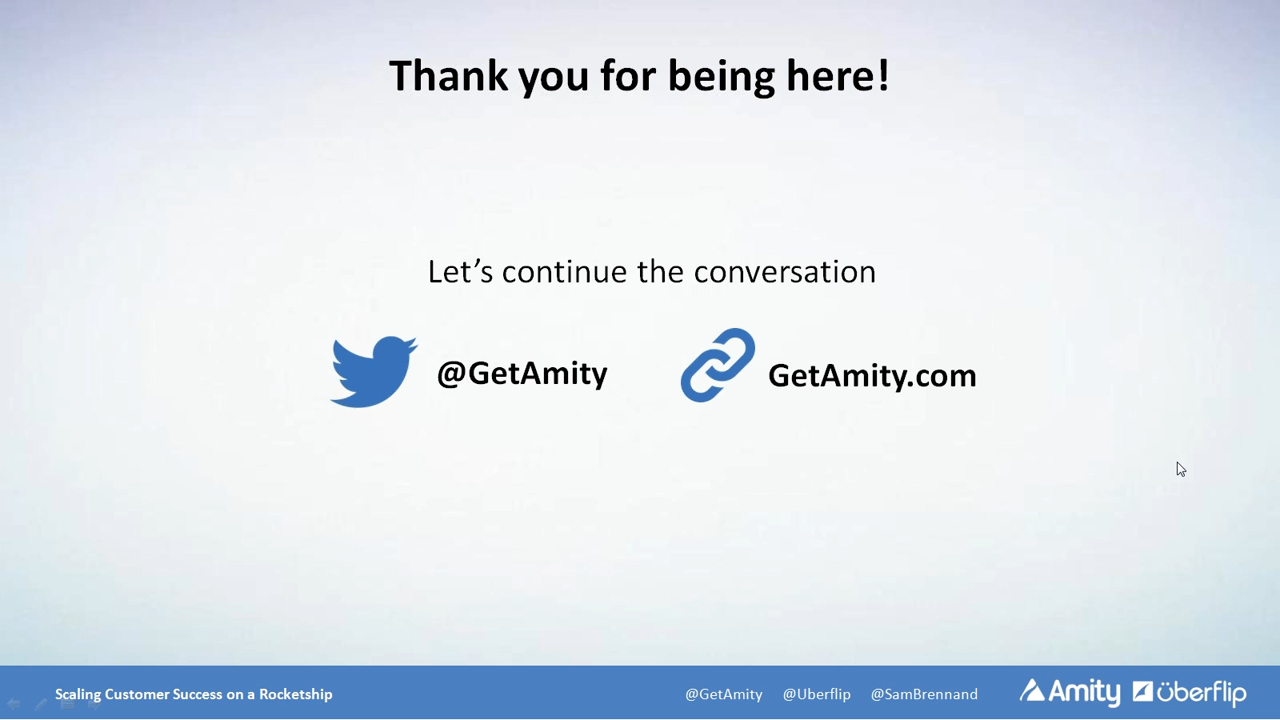 Thank you for being here!
Let's continue the conversation
@GetAmity GetAmity.com
Scaling Customer Success on a Rocketship @GetAmity @Uberflip @SamBrennand Amity überflip